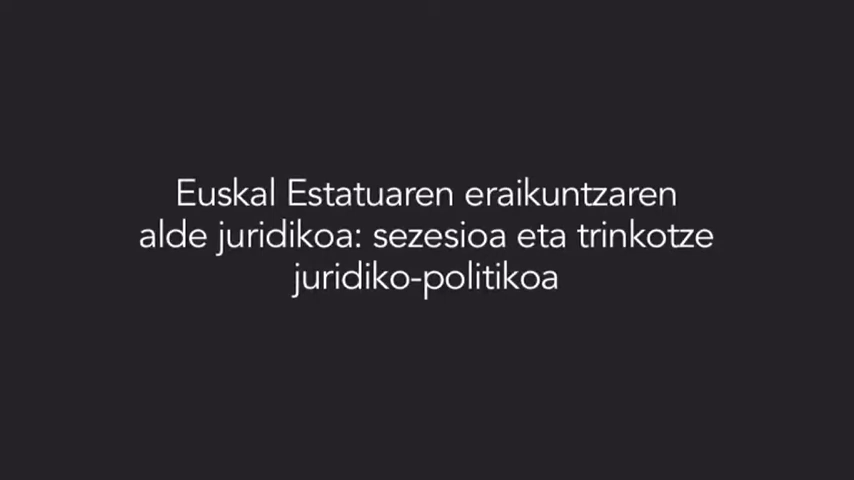 Euskal Estatuaren eraikuntzaren
alde juridikoa: sezesioa eta trinkotze
juridiko-politikoa